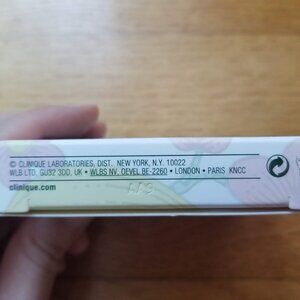 © CLINIQUE LABORATORIES, DIST. NEW YORK, N.Y. 10022
WLB LTD, GU32 3DD, UK • WLBS NV. OEVEL BE-2260 • LONDON • PARIS KNCC
clinique.com
AA3